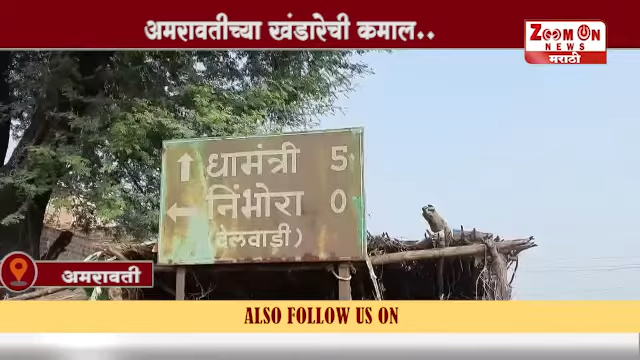 अमरावतीच्या खंडारेची कमाल..
ZOOM ON
NEWS
मराठी
↑ धामंत्री 5
← निंभोरा 0
(देलवाडी)
अमरावती
ALSO FOLLOW US ON